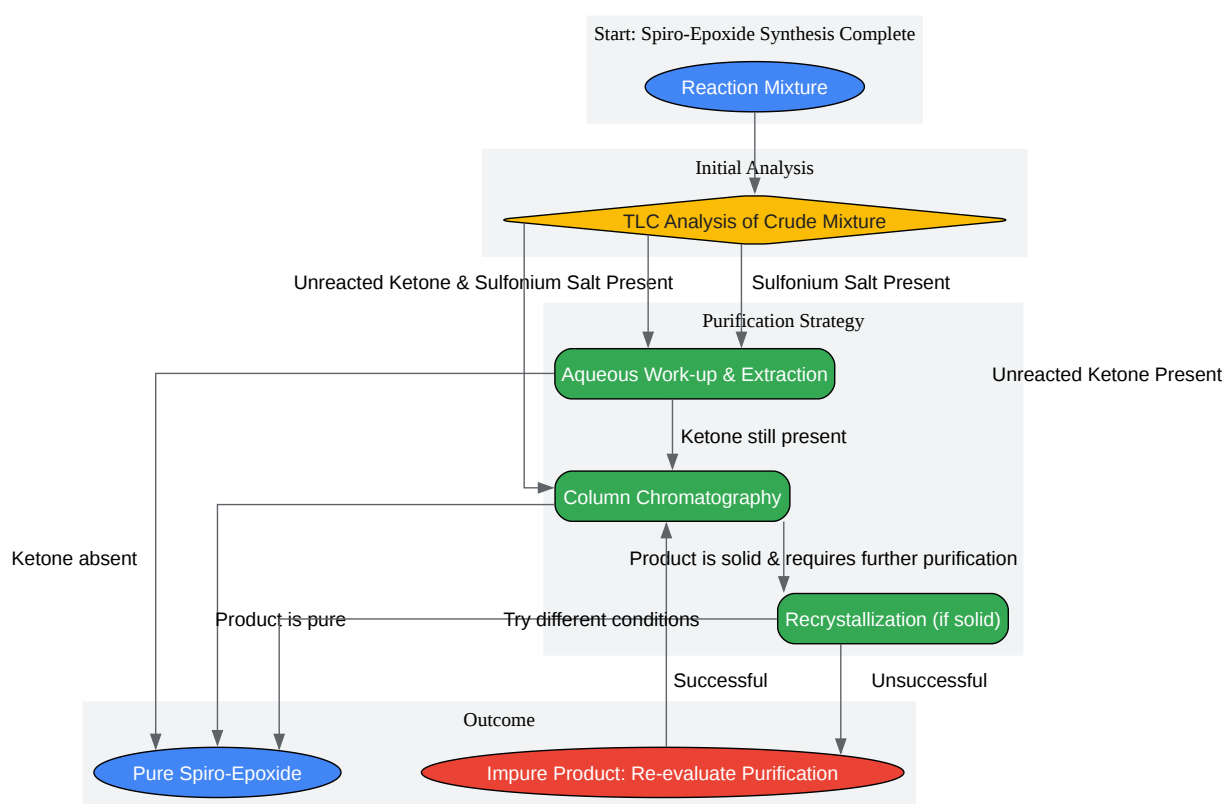 Start: Spiro-Epoxide Synthesis Complete
Reaction Mixture
Initial Analysis
TLC Analysis of Crude Mixture
Unreacted Ketone & Sulfonium Salt Present
Sulfonium Salt Present
Purification Strategy
Aqueous Work-up & Extraction
Unreacted Ketone Present
Ketone still present
Column Chromatography
Ketone absent
Product is solid & requires further purification
Product is pure
Try different conditions
Recrystallization (if solid)
Successful
Unsuccessful
Outcome
Pure Spiro-Epoxide
Impure Product: Re-evaluate Purification